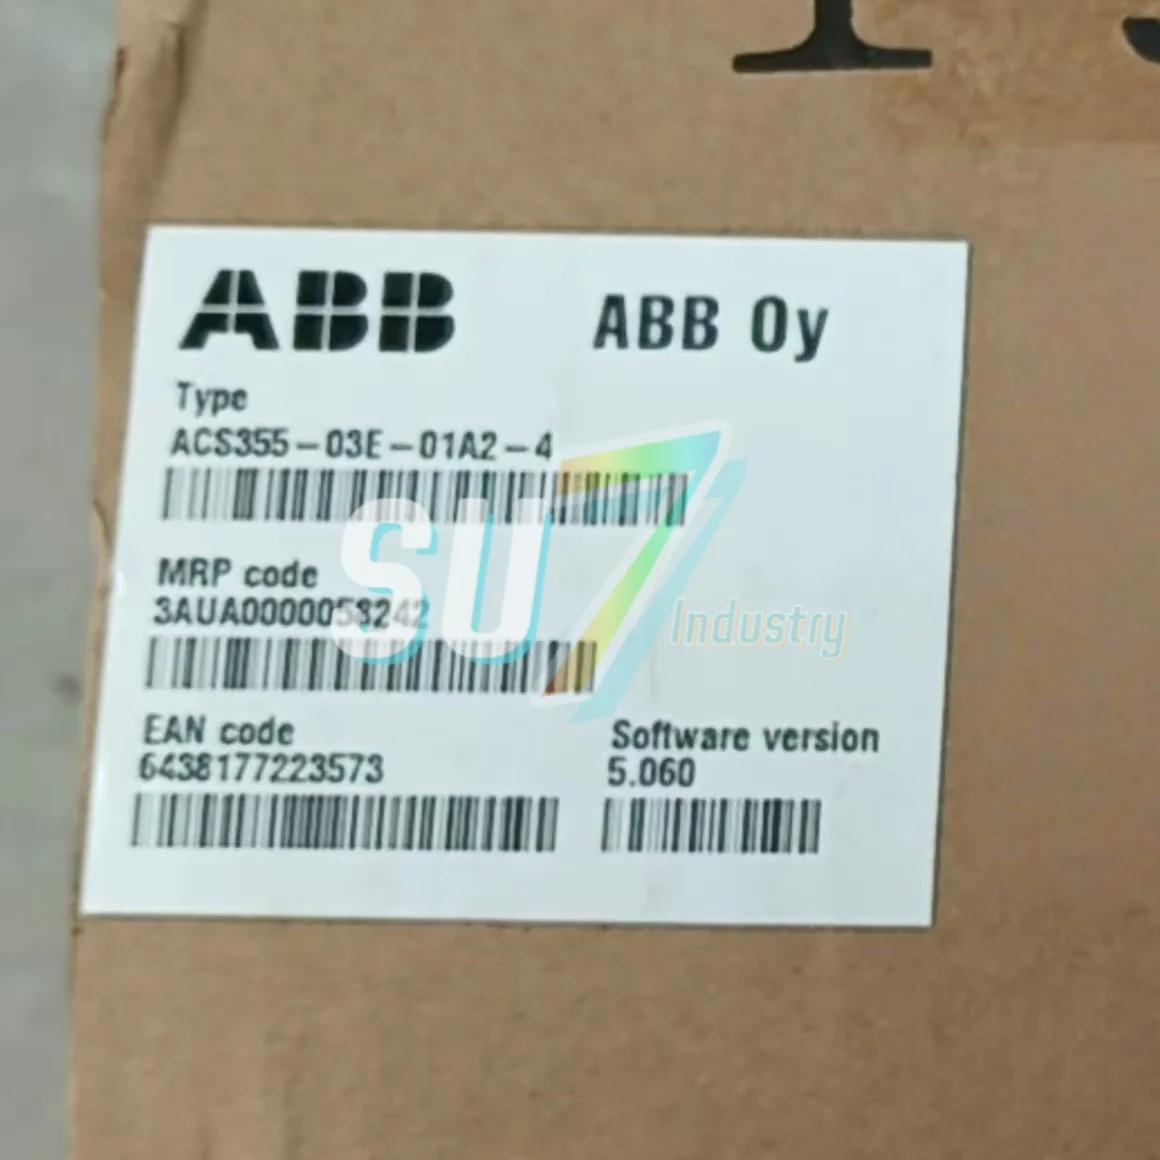 ABB ABB Oy
Type
ACS355-03E-01A2-4
MRP code
3AUA0000058242
EAN code
6438177223573
Software version
5.060
SU7
Industry